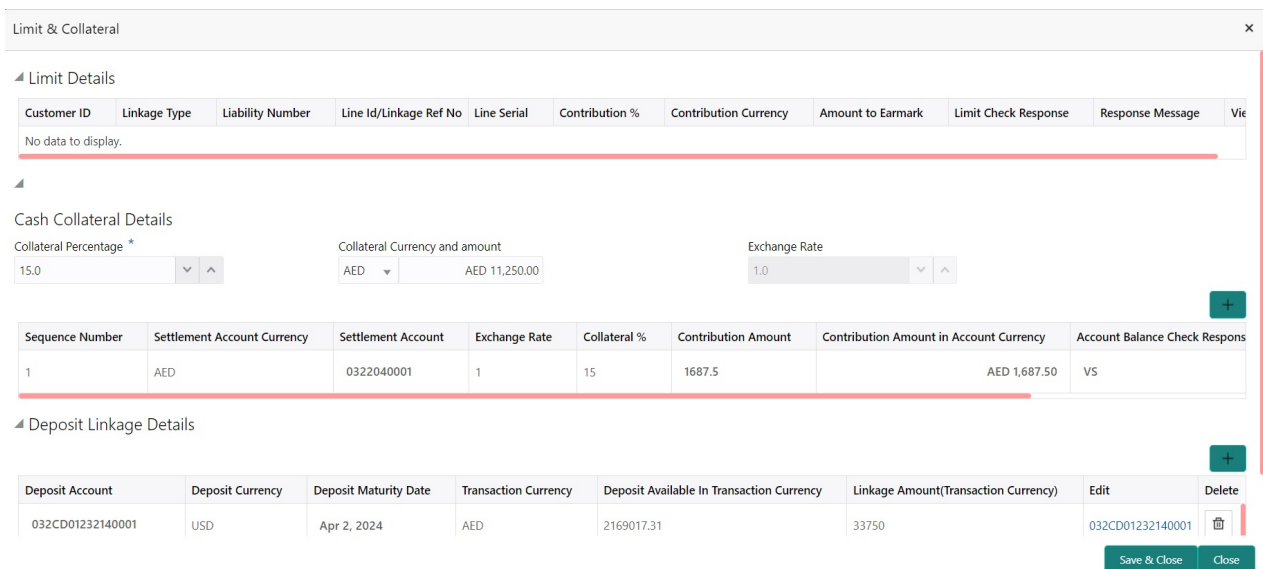 Limit & Collateral ×
Limit Details
Customer ID Linkage Type Liability Number Line Id/Linkage Ref No Line Serial Contribution % Contribution Currency Amount to Earmark Limit Check Response Response Message Vie
No data to display.
Cash Collateral Details
Collateral Percentage * Collateral Currency and amount Exchange Rate
15.0 AED AED 11,250.00 1.0
+
Sequence Number Settlement Account Currency Settlement Account Exchange Rate Collateral % Contribution Amount Contribution Amount in Account Currency Account Balance Check Respons
1 AED 0322040001 1 15 1687.5 AED 1,687.50 VS
Deposit Linkage Details
+
Deposit Account Deposit Currency Deposit Maturity Date Transaction Currency Deposit Available In Transaction Currency Linkage Amount(Transaction Currency) Edit Delete
032CD01232140001 USD Apr 2, 2024 AED 2169017.31 33750 032CD01232140001
Save & Close Close